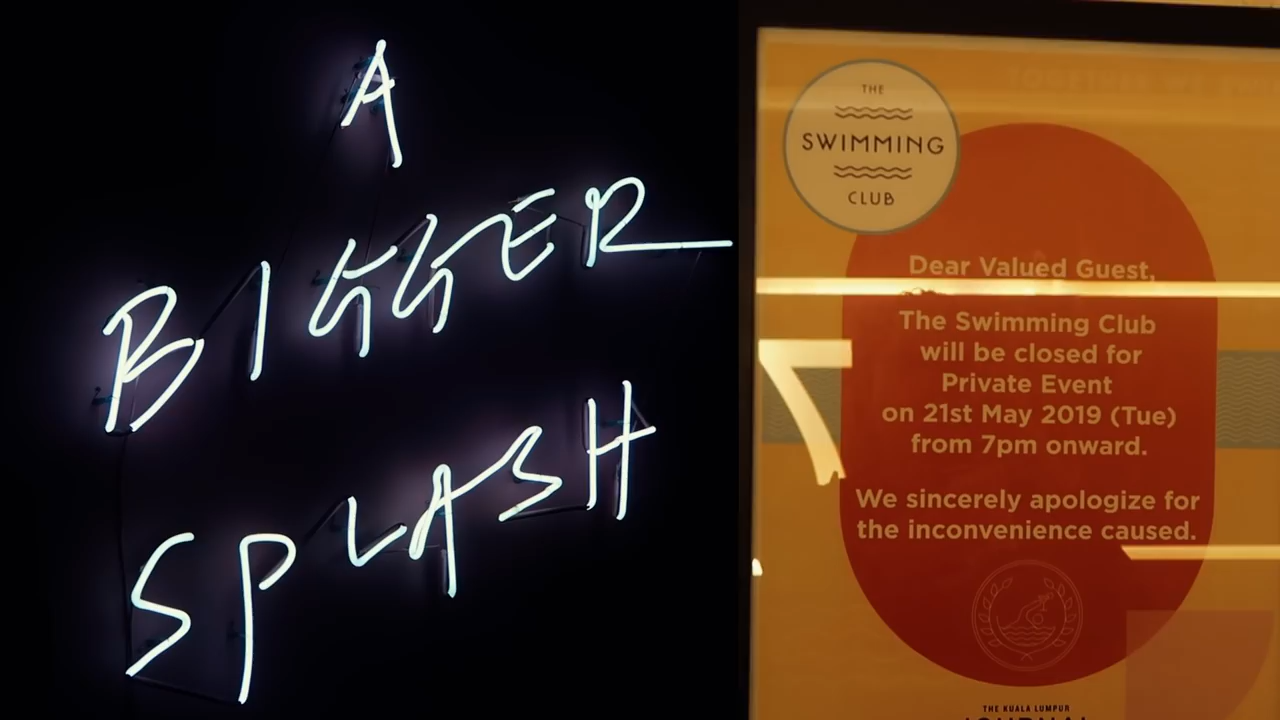 A
BIGGER
SPLASH
THE
SWIMMING
CLUB
Dear Valued Guest,
The Swimming Club
will be closed for
Private Event
on 21st May 2019 (Tue)
from 7pm onward.
We sincerely apologize for
the inconvenience caused.
THE KUALA LUMPUR
JOURNAL